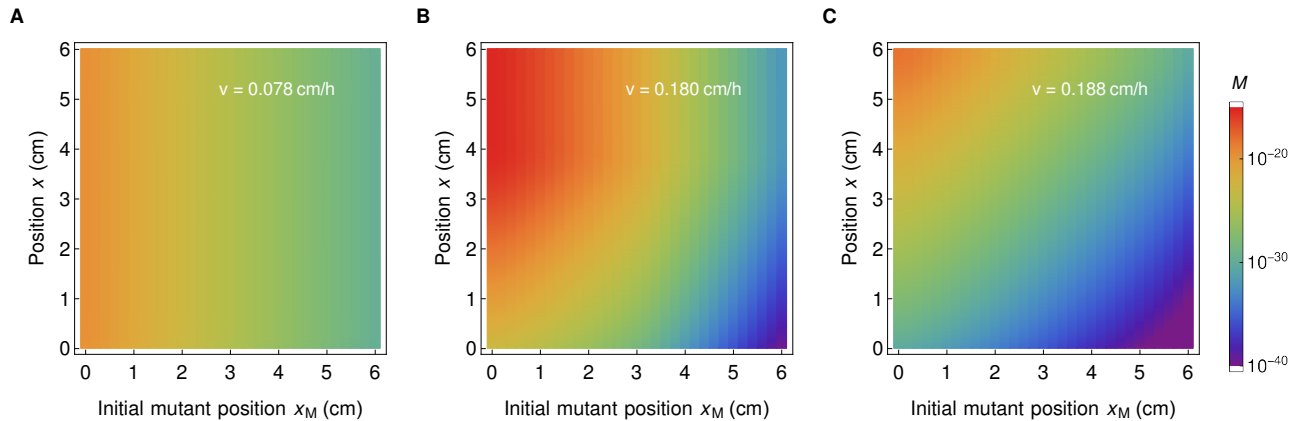 A
B
C
v = 0.078 cm/h
v = 0.180 cm/h
v = 0.188 cm/h
Position x (cm)
6
5
4
3
2
1
0
0 1 2 3 4 5 6
Initial mutant position x_M (cm)
Position x (cm)
6
5
4
3
2
1
0
0 1 2 3 4 5 6
Initial mutant position x_M (cm)
Position x (cm)
6
5
4
3
2
1
0
0 1 2 3 4 5 6
Initial mutant position x_M (cm)
M
10^-20
10^-30
10^-40